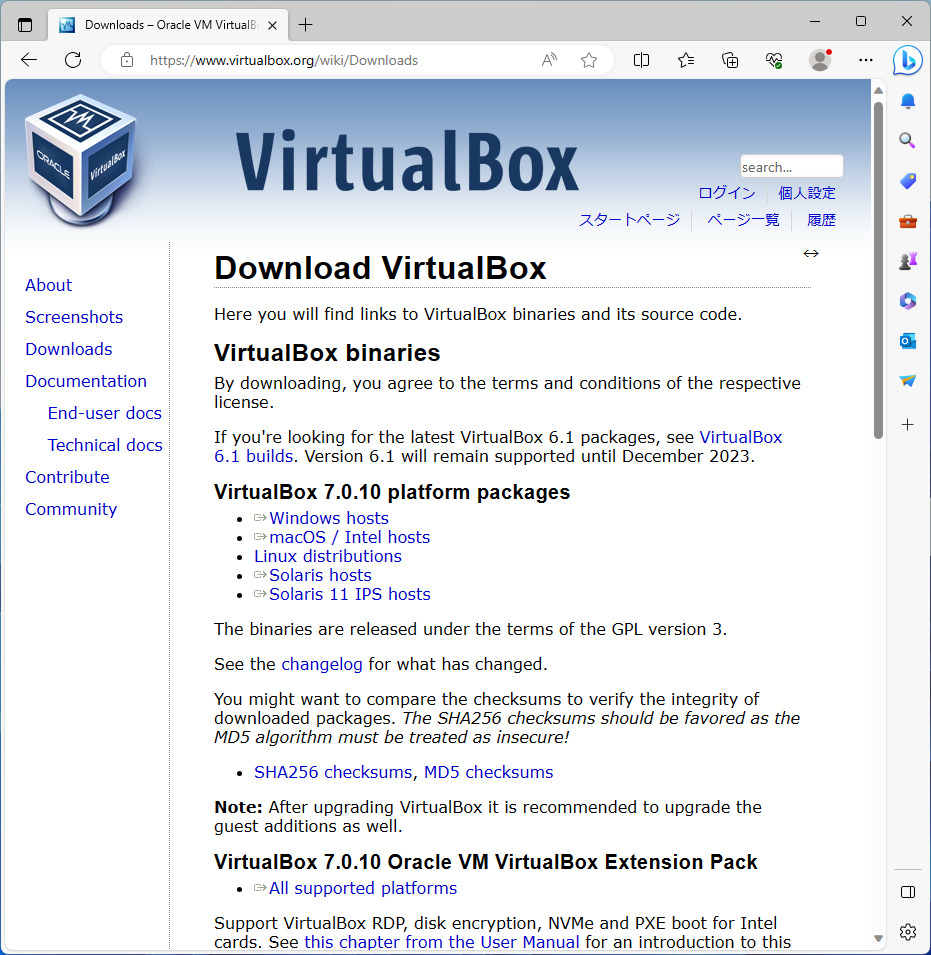 Downloads – Oracle VM VirtualB
https://www.virtualbox.org/wiki/Downloads
ORACLE
VirtualBox
VirtualBox
search...
ログイン 個人設定
スタートページ ページ一覧 履歴
About
Screenshots
Downloads
Documentation
End-user docs
Technical docs
Contribute
Community
Download VirtualBox
Here you will find links to VirtualBox binaries and its source code.
VirtualBox binaries
By downloading, you agree to the terms and conditions of the respective
license.
If you're looking for the latest VirtualBox 6.1 packages, see VirtualBox
6.1 builds. Version 6.1 will remain supported until December 2023.
VirtualBox 7.0.10 platform packages
Windows hosts
macOS / Intel hosts
Linux distributions
Solaris hosts
Solaris 11 IPS hosts
The binaries are released under the terms of the GPL version 3.
See the changelog for what has changed.
You might want to compare the checksums to verify the integrity of
downloaded packages. The SHA256 checksums should be favored as the
MD5 algorithm must be treated as insecure!
SHA256 checksums, MD5 checksums
Note: After upgrading VirtualBox it is recommended to upgrade the
guest additions as well.
VirtualBox 7.0.10 Oracle VM VirtualBox Extension Pack
All supported platforms
Support VirtualBox RDP, disk encryption, NVMe and PXE boot for Intel
cards. See this chapter from the User Manual for an introduction to this